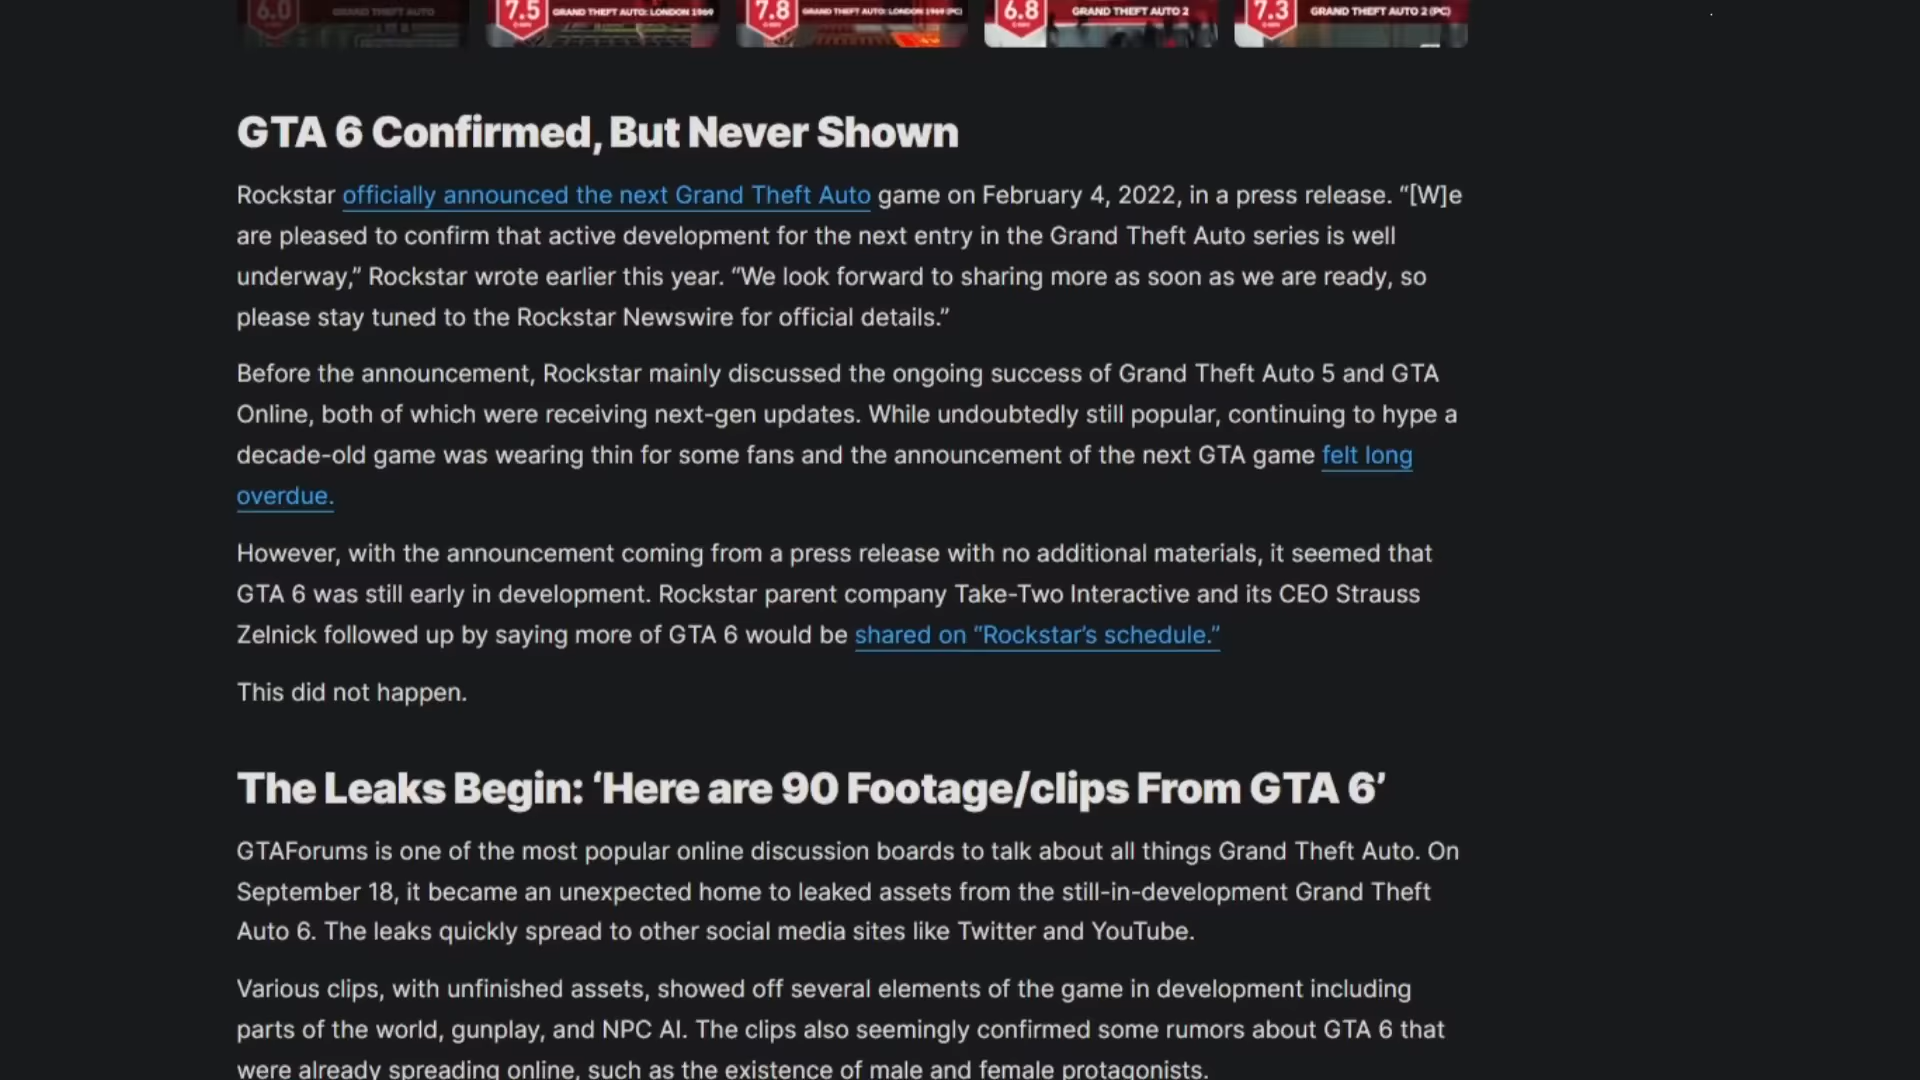 6.0 GRAND THEFT AUTO
7.5 GRAND THEFT AUTO: LONDON 1969
7.8 GRAND THEFT AUTO: LONDON 1969 (PC)
6.8 GRAND THEFT AUTO 2
7.3 GRAND THEFT AUTO 2 (PC)
GTA 6 Confirmed, But Never Shown
Rockstar officially announced the next Grand Theft Auto game on February 4, 2022, in a press release. “[W]e
are pleased to confirm that active development for the next entry in the Grand Theft Auto series is well
underway,” Rockstar wrote earlier this year. “We look forward to sharing more as soon as we are ready, so
please stay tuned to the Rockstar Newswire for official details.”
Before the announcement, Rockstar mainly discussed the ongoing success of Grand Theft Auto 5 and GTA
Online, both of which were receiving next-gen updates. While undoubtedly still popular, continuing to hype a
decade-old game was wearing thin for some fans and the announcement of the next GTA game felt long
overdue.
However, with the announcement coming from a press release with no additional materials, it seemed that
GTA 6 was still early in development. Rockstar parent company Take-Two Interactive and its CEO Strauss
Zelnick followed up by saying more of GTA 6 would be shared on “Rockstar’s schedule.”
This did not happen.
The Leaks Begin: ‘Here are 90 Footage/clips From GTA 6’
GTAForums is one of the most popular online discussion boards to talk about all things Grand Theft Auto. On
September 18, it became an unexpected home to leaked assets from the still-in-development Grand Theft
Auto 6. The leaks quickly spread to other social media sites like Twitter and YouTube.
Various clips, with unfinished assets, showed off several elements of the game in development including
parts of the world, gunplay, and NPC AI. The clips also seemingly confirmed some rumors about GTA 6 that
were already spreading online, such as the existence of male and female protagonists.